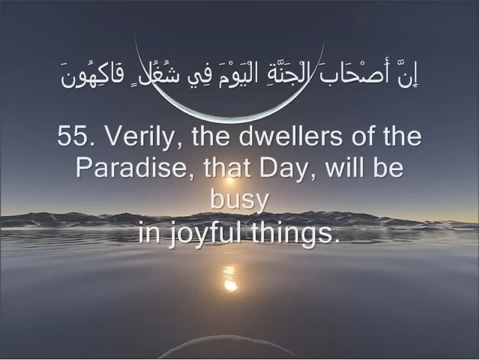 إِنَّ أَصْحَابَ الْجَنَّةِ الْيَوْمَ فِي شُغُلٍ فَاكِهُونَ
55. Verily, the dwellers of the
Paradise, that Day, will be
busy
in joyful things.